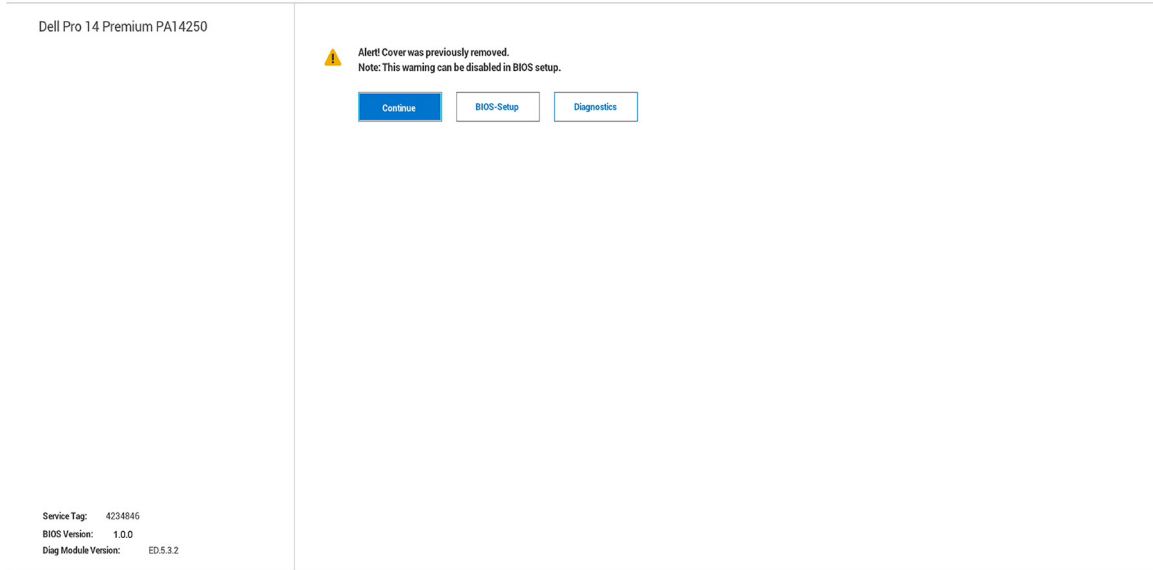 Dell Pro 14 Premium PA14250
Alert! Cover was previously removed.
Note: This warning can be disabled in BIOS setup.
Continue BIOS-Setup Diagnostics
Service Tag: 4234846
BIOS Version: 1.0.0
Diag Module Version: ED.5.3.2